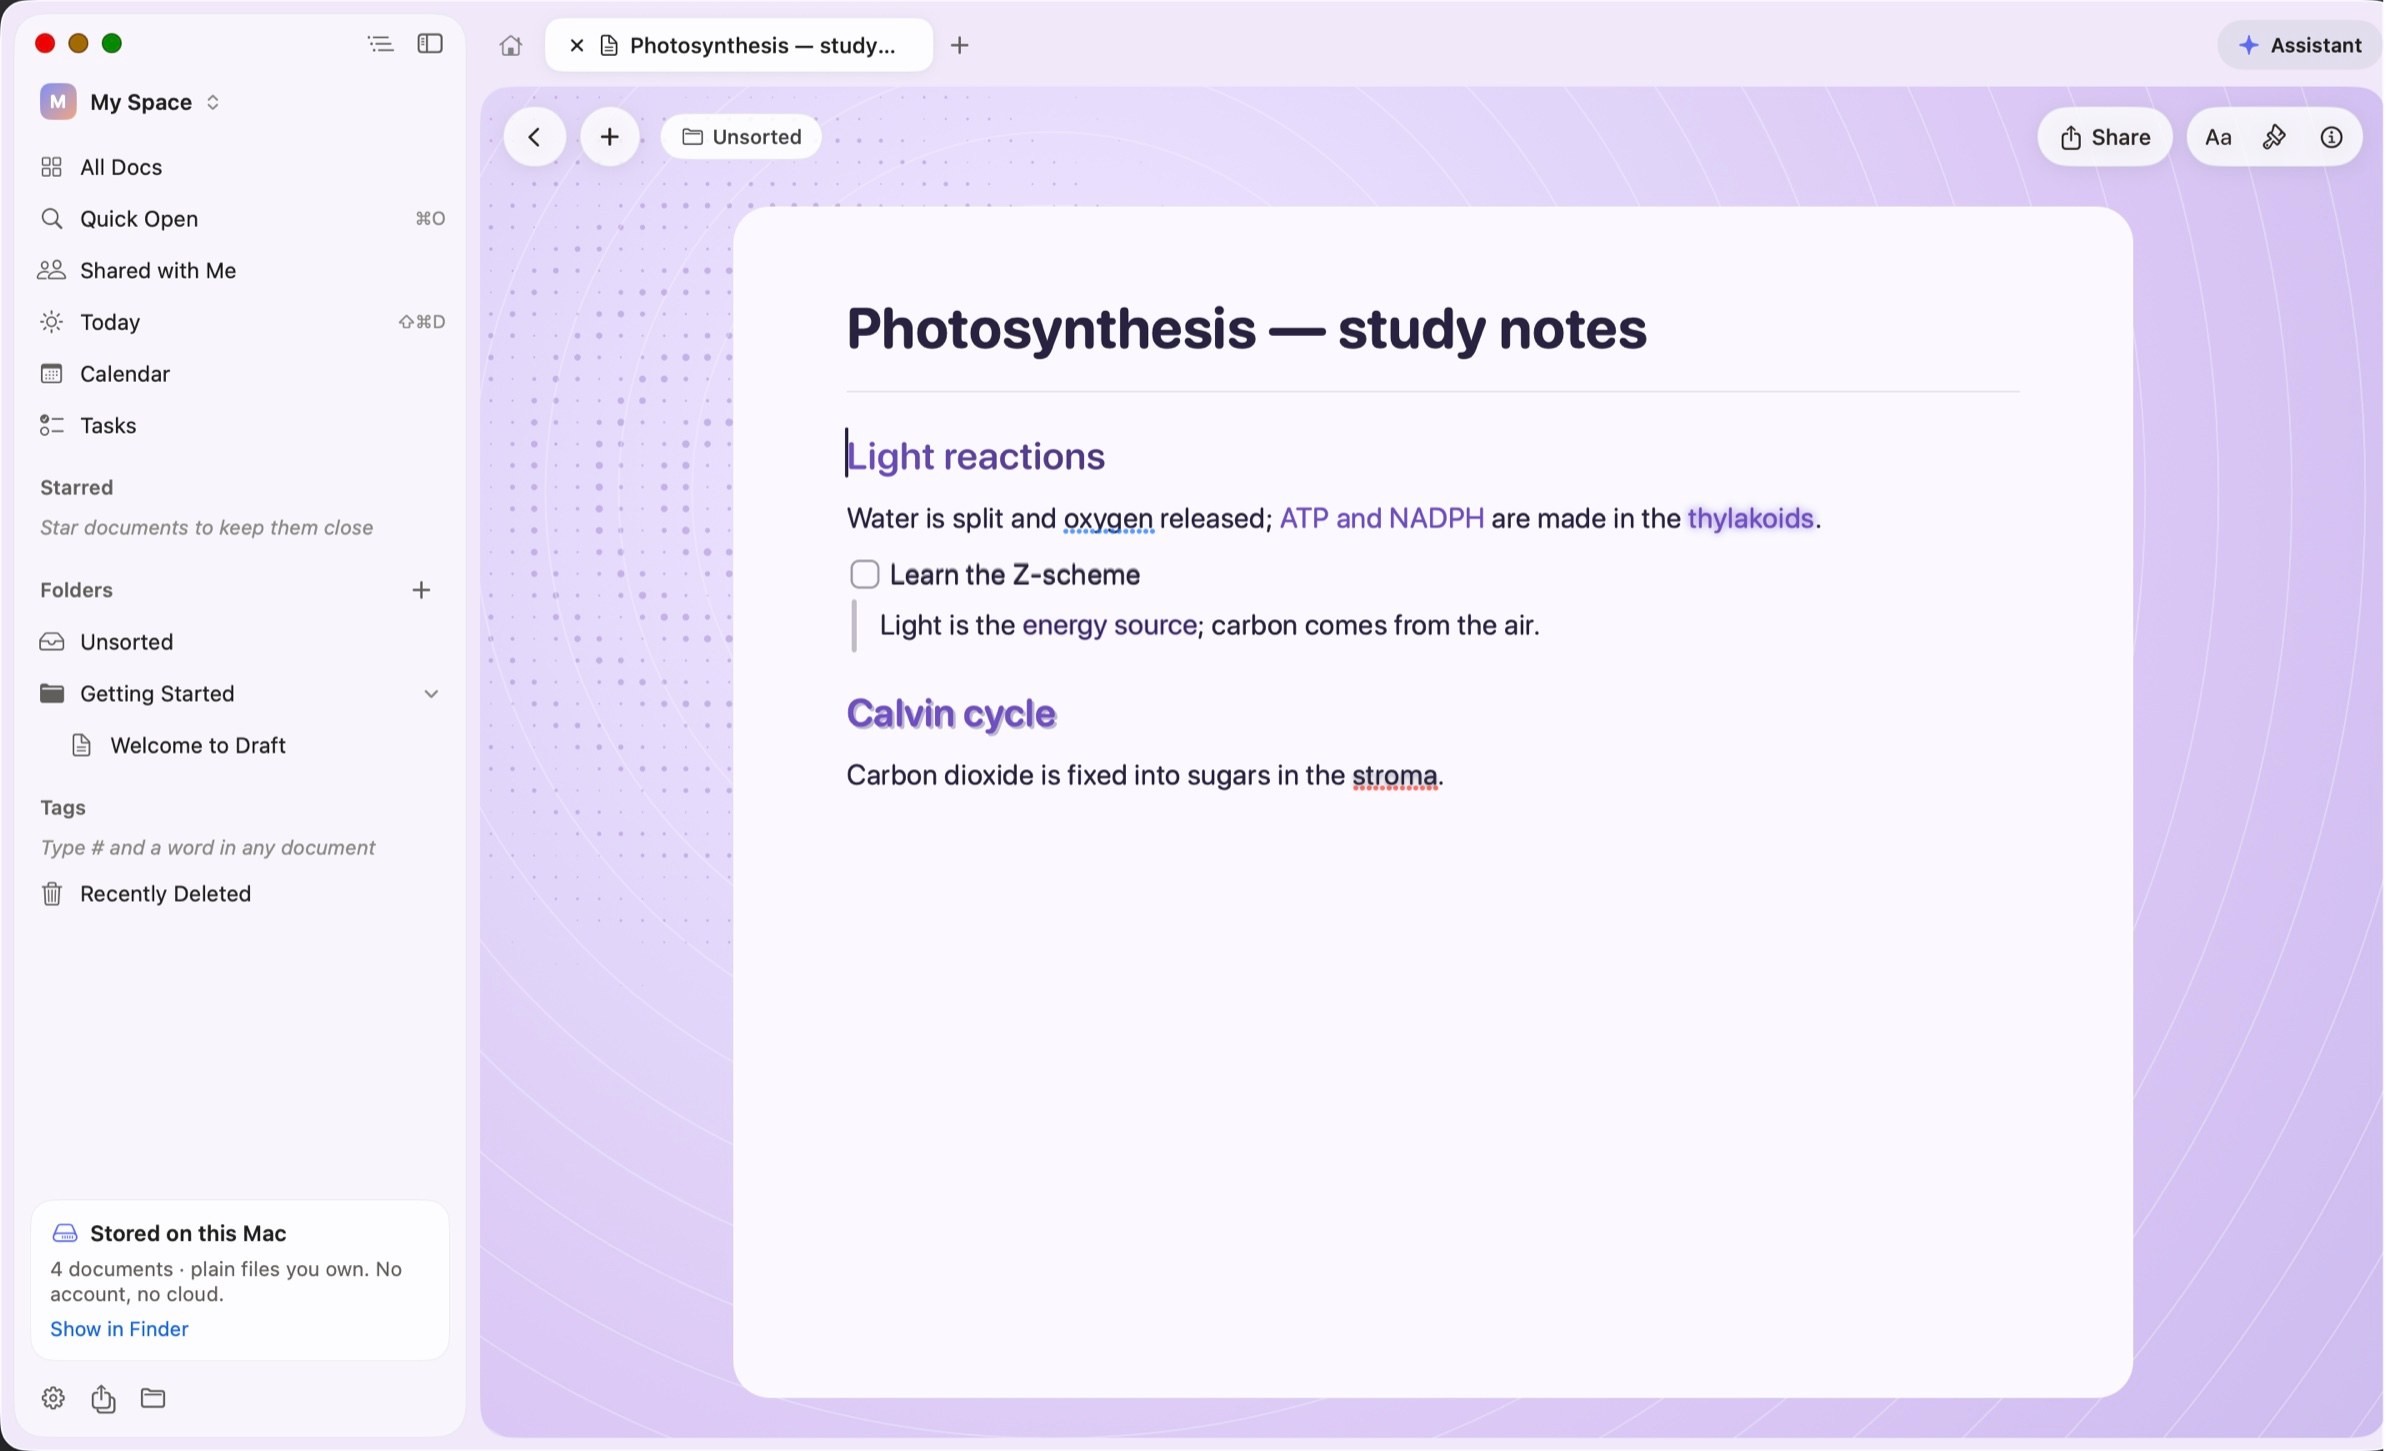 Photosynthesis — study...
Assistant
M My Space
All Docs
Quick Open ⌘O
Shared with Me
Today ⇧⌘D
Calendar
Tasks
Starred
Star documents to keep them close
Folders
Unsorted
Getting Started
Welcome to Draft
Tags
Type # and a word in any document
Recently Deleted
Stored on this Mac
4 documents · plain files you own. No
account, no cloud.
Show in Finder
Unsorted
Share
Aa
Photosynthesis — study notes
Light reactions
Water is split and oxygen released; ATP and NADPH are made in the thylakoids.
Learn the Z-scheme
Light is the energy source; carbon comes from the air.
Calvin cycle
Carbon dioxide is fixed into sugars in the stroma.